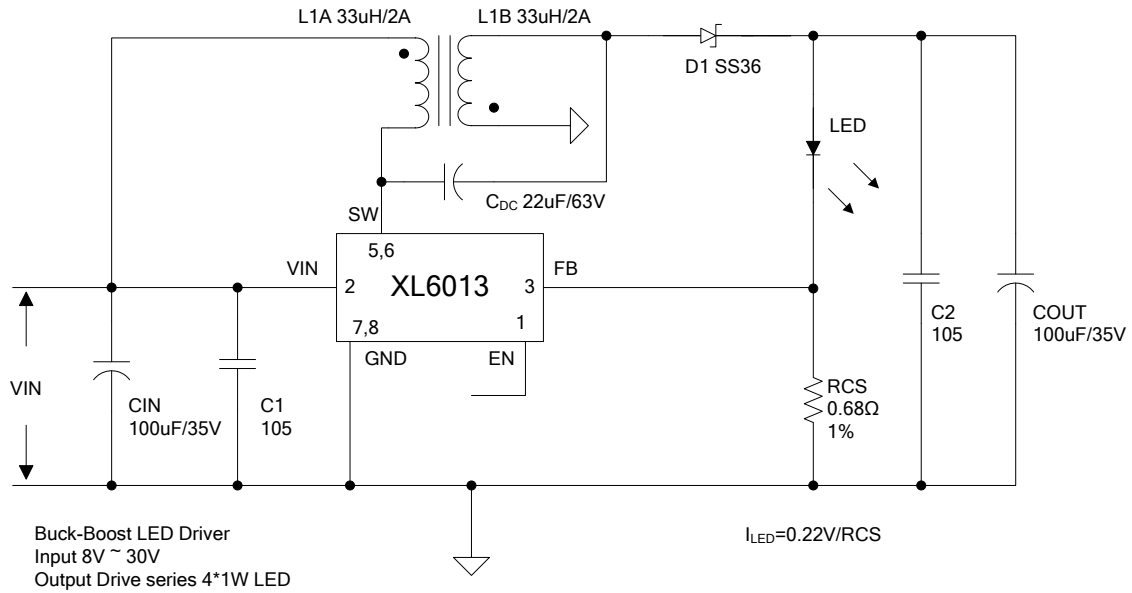 L1A 33uH/2A
L1B 33uH/2A
D1 SS36
LED
CDC 22uF/63V
SW
5,6
VIN
FB
2
XL6013
3
7,8
1
GND
EN
VIN
CIN
100uF/35V
C1
105
C2
105
COUT
100uF/35V
RCS
0.68Ω
1%
Buck-Boost LED Driver
Input 8V ~ 30V
Output Drive series 4*1W LED
ILED=0.22V/RCS